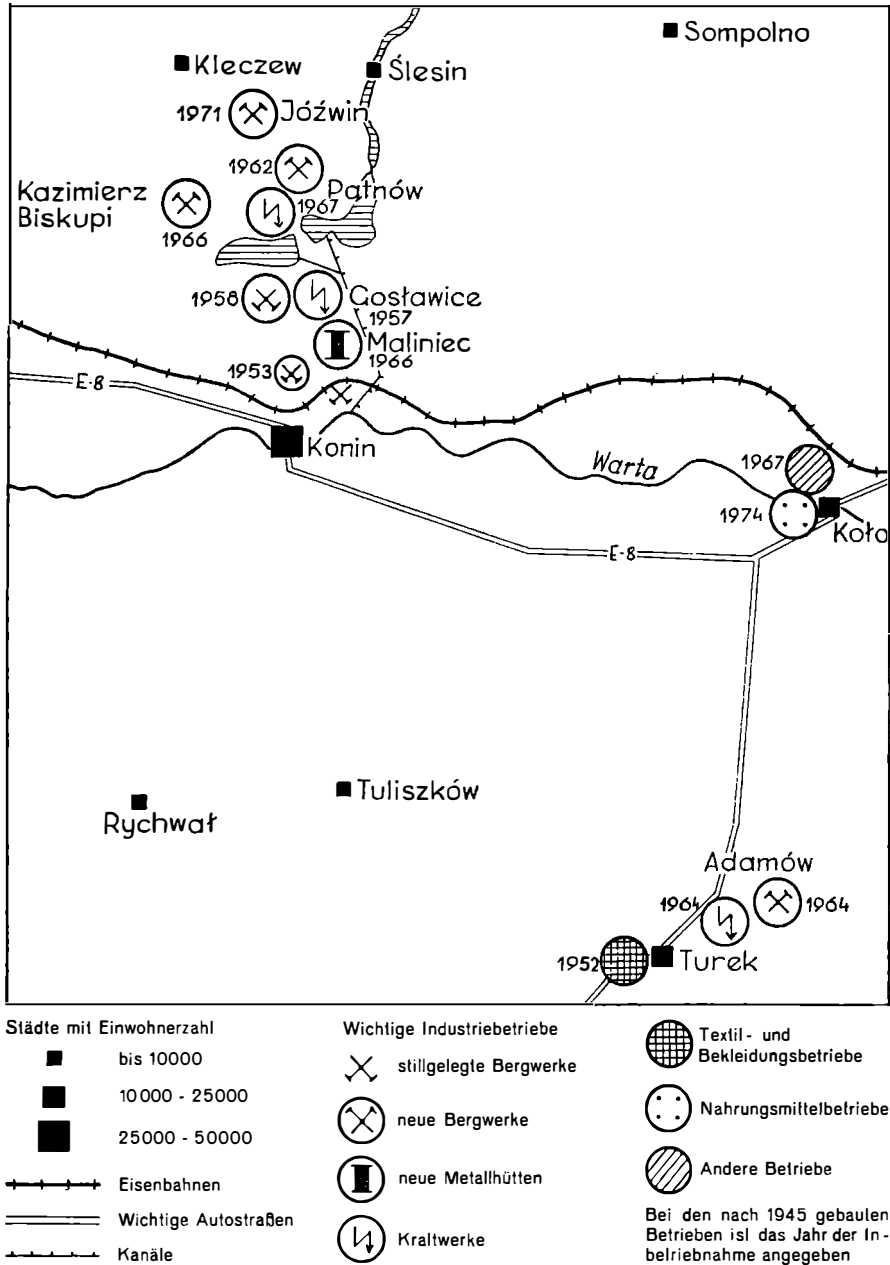 Sompolno
Kleczew
Ślesin
1971
Jóźwin
1962
Pątnów
1967
Kazimierz
Biskupi
1966
1958
Gosławice
1957
Maliniec
1966
1953
E-8
Konin
Warta
1967
1974
Koło
E-8
Tuliszków
Rychwał
Adamów
1964
1964
1952
Turek
Städte mit Einwohnerzahl
bis 10000
10000 - 25000
25000 - 50000
Eisenbahnen
Wichtige Autostraßen
Kanäle
Wichtige Industriebetriebe
stillgelegte Bergwerke
neue Bergwerke
neue Metallhütten
Kraltwerke
Textil- und
Bekleidungsbetriebe
Nahrungsmittelbetriebe
Andere Betriebe
Bei den nach 1945 gebaulen
Betrieben isl das Jahr der In-
belriebnahme angegeben